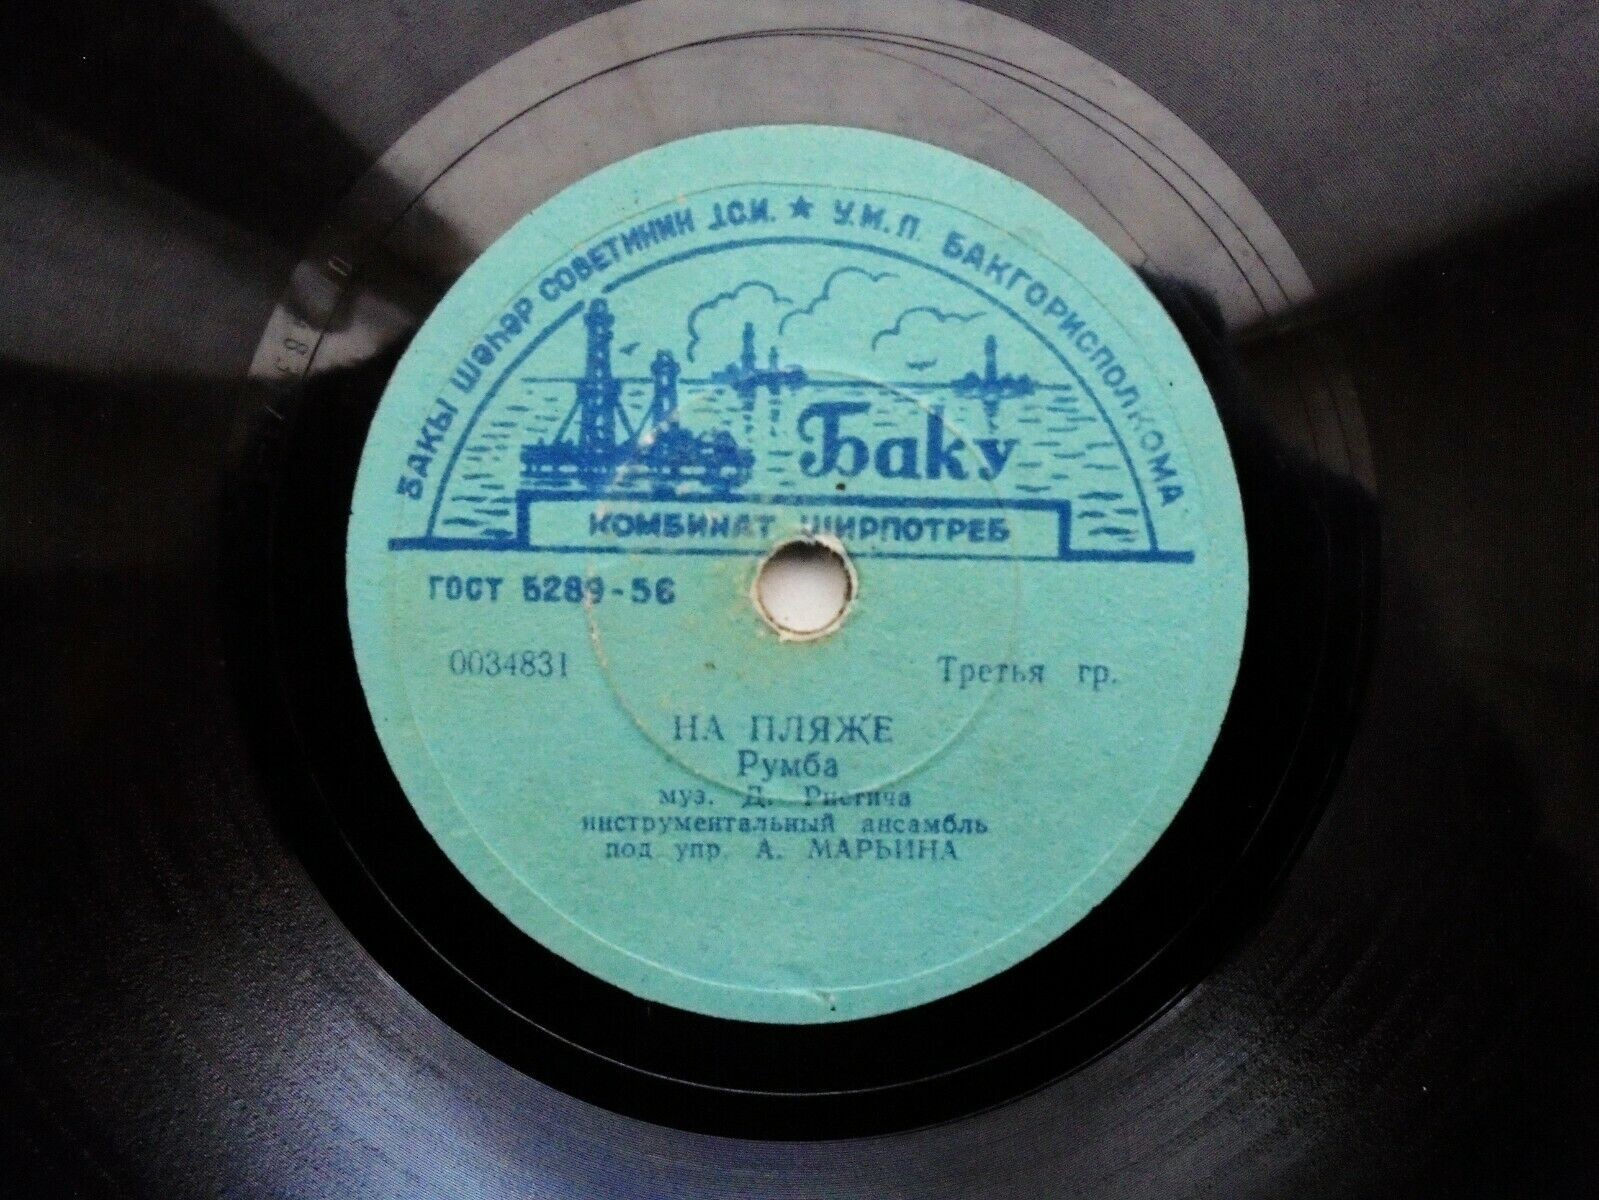 БАКЫ ШӘҺӘР СОВЕТИНИН J.С.И. ★ У.М.П. БАКГОРИСПОЛКОМА
Баку
КОМБИНАТ ШИРПОТРЕБ
ГОСТ 5289-56
0034831
Третья гр.
НА ПЛЯЖЕ
Румба
муз. Д. Ристича
инструментальный ансамбль
под упр. А. МАРЬИНА